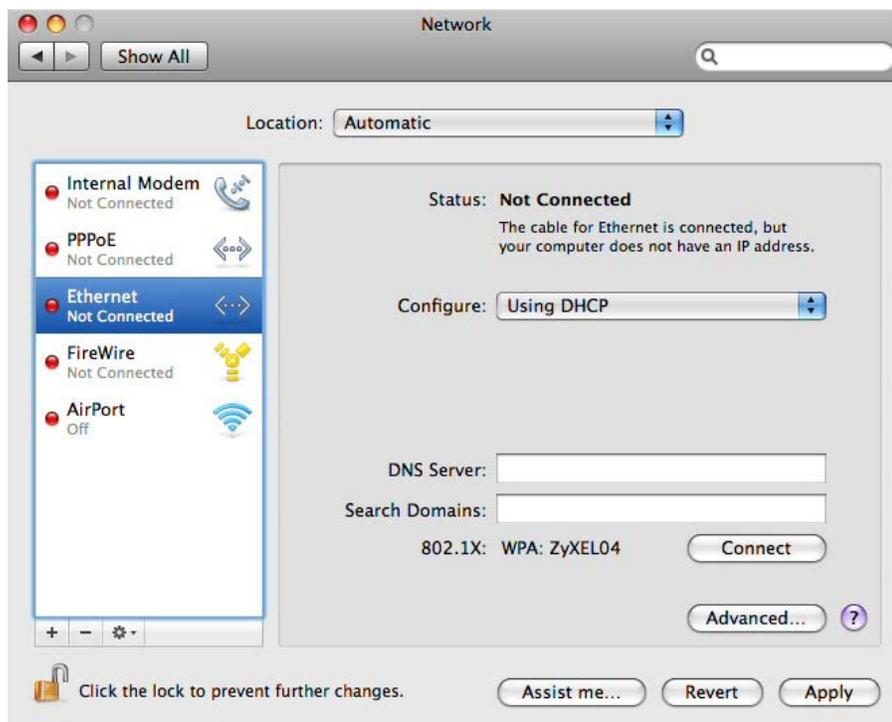 Network
Show All
Location: Automatic
Internal Modem
Not Connected
PPPoE
Not Connected
Ethernet
Not Connected
FireWire
Not Connected
AirPort
Off
Status: Not Connected
The cable for Ethernet is connected, but
your computer does not have an IP address.
Configure: Using DHCP
DNS Server:
Search Domains:
802.1X: WPA: ZyXEL04 Connect
Advanced... ?
+ −
Click the lock to prevent further changes.
Assist me... Revert Apply